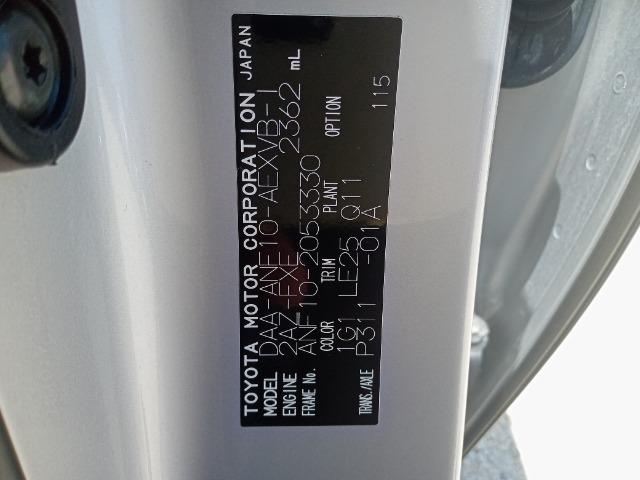 TOYOTA MOTOR CORPORATION JAPAN
MODEL DAA-ANF10-AEXVB-1
ENGINE 2AZ-FXE 2362 mL
FRAME No. ANF10-2053330
COLOR TRIM PLANT OPTION
1G1 LE25 Q11
TRANS./AXLE P311 -01A 115